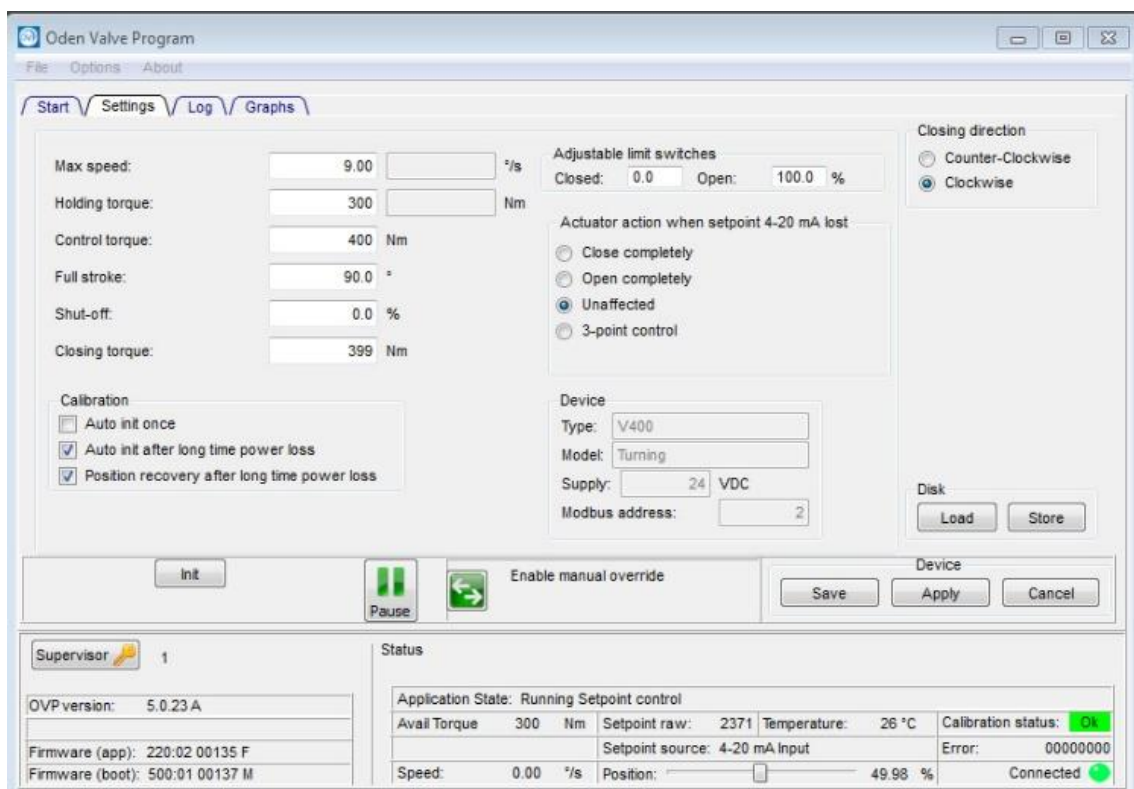 Oden Valve Program
File Options About
Start Settings Log Graphs
Max speed: 9.00 °/s
Holding torque: 300 Nm
Control torque: 400 Nm
Full stroke: 90.0 °
Shut-off: 0.0 %
Closing torque: 399 Nm
Calibration
Auto init once
Auto init after long time power loss
Position recovery after long time power loss
Adjustable limit switches
Closed: 0.0 Open: 100.0 %
Actuator action when setpoint 4-20 mA lost
Close completely
Open completely
Unaffected
3-point control
Device
Type: V400
Model: Turning
Supply: 24 VDC
Modbus address: 2
Closing direction
Counter-Clockwise
Clockwise
Disk
Load Store
Init
Pause
Enable manual override
Device
Save Apply Cancel
Supervisor 1
OVP version: 5.0.23 A
Firmware (app): 220:02 00135 F
Firmware (boot): 500:01 00137 M
Status
Application State: Running Setpoint control
Avail Torque 300 Nm Setpoint raw: 2371 Temperature: 26 °C Calibration status: Ok
Setpoint source: 4-20 mA Input Error: 00000000
Speed: 0.00 °/s Position: 49.98 % Connected